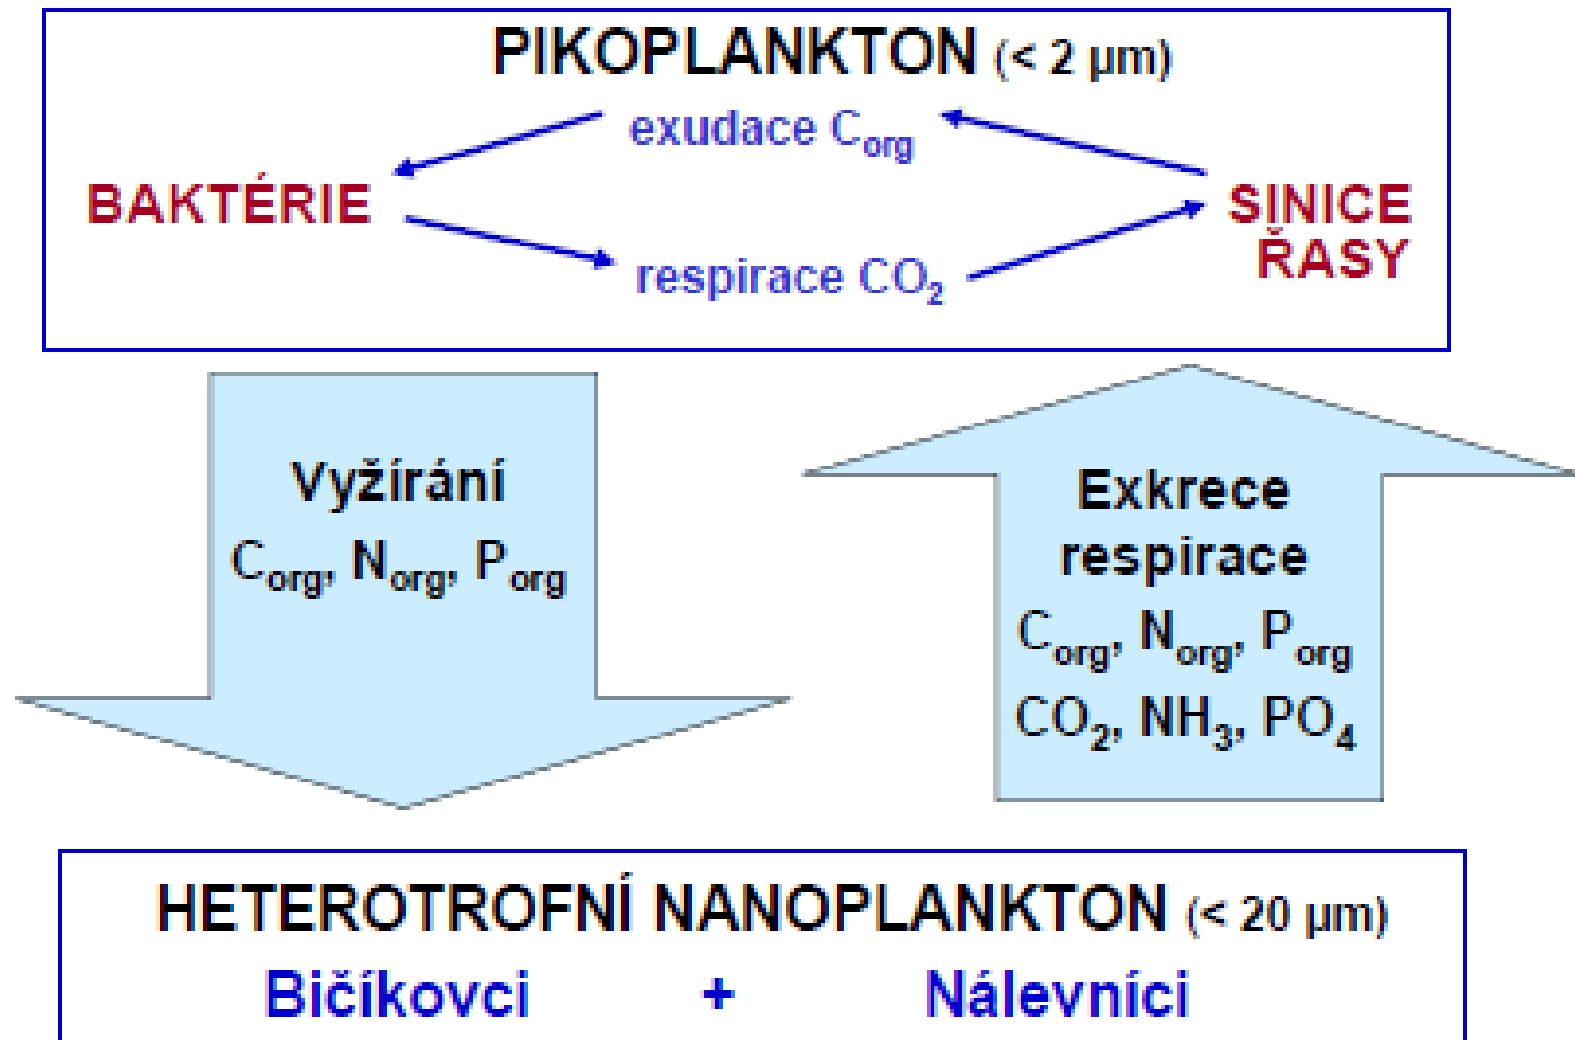 PIKOPLANKTON (< 2 µm)
exudace Corg
BAKTÉRIE
SINICE
ŘASY
respirace CO2
Vyžírání
Corg, Norg, Porg
Exkrece
respirace
Corg, Norg, Porg
CO2, NH3, PO4
HETEROTROFNÍ NANOPLANKTON (< 20 µm)
Bičíkovci + Nálevníci